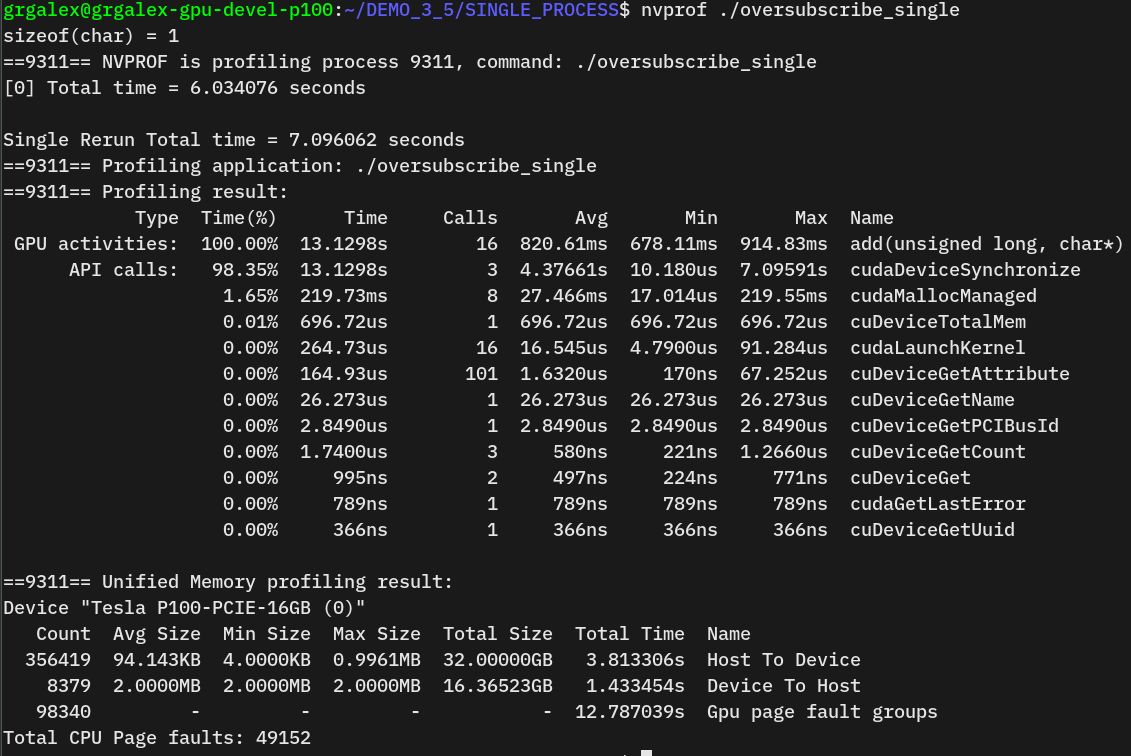 grgalex@grgalex-gpu-devel-p100:~/DEMO_3_5/SINGLE_PROCESS$ nvprof ./oversubscribe_single
sizeof(char) = 1
==9311== NVPROF is profiling process 9311, command: ./oversubscribe_single
[0] Total time = 6.034076 seconds
Single Rerun Total time = 7.096062 seconds
==9311== Profiling application: ./oversubscribe_single
==9311== Profiling result:
Type Time(%) Time Calls Avg Min Max Name
GPU activities: 100.00% 13.1298s 16 820.61ms 678.11ms 914.83ms add(unsigned long, char*)
API calls: 98.35% 13.1298s 3 4.37661s 10.180us 7.09591s cudaDeviceSynchronize
1.65% 219.73ms 8 27.466ms 17.014us 219.55ms cudaMallocManaged
0.01% 696.72us 1 696.72us 696.72us 696.72us cuDeviceTotalMem
0.00% 264.73us 16 16.545us 4.7900us 91.284us cudaLaunchKernel
0.00% 164.93us 101 1.6320us 170ns 67.252us cuDeviceGetAttribute
0.00% 26.273us 1 26.273us 26.273us 26.273us cuDeviceGetName
0.00% 2.8490us 1 2.8490us 2.8490us 2.8490us cuDeviceGetPCIBusId
0.00% 1.7400us 3 580ns 221ns 1.2660us cuDeviceGetCount
0.00% 995ns 2 497ns 224ns 771ns cuDeviceGet
0.00% 789ns 1 789ns 789ns 789ns cudaGetLastError
0.00% 366ns 1 366ns 366ns 366ns cuDeviceGetUuid
==9311== Unified Memory profiling result:
Device "Tesla P100-PCIE-16GB (0)"
Count Avg Size Min Size Max Size Total Size Total Time Name
356419 94.143KB 4.0000KB 0.9961MB 32.00000GB 3.813306s Host To Device
8379 2.0000MB 2.0000MB 2.0000MB 16.36523GB 1.433454s Device To Host
98340 - - - - 12.787039s Gpu page fault groups
Total CPU Page faults: 49152